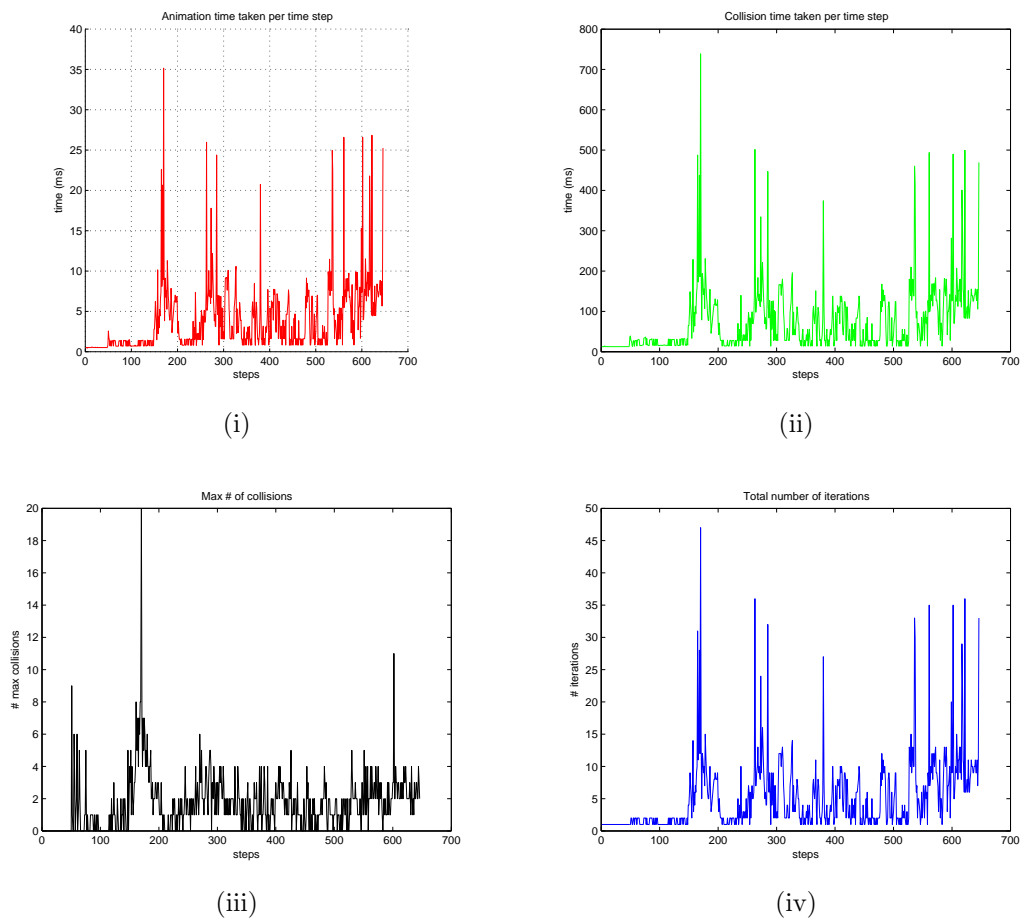 Animation time taken per time step
40
35
30
25
20
15
10
5
0
time (ms)
0 100 200 300 400 500 600 700
steps
(i)
Collision time taken per time step
800
700
600
500
400
300
200
100
0
time (ms)
0 100 200 300 400 500 600 700
steps
(ii)
Max # of collisions
20
18
16
14
12
10
8
6
4
2
0
# max collisions
0 100 200 300 400 500 600 700
steps
(iii)
Total number of iterations
50
45
40
35
30
25
20
15
10
5
0
# iterations
0 100 200 300 400 500 600 700
steps
(iv)